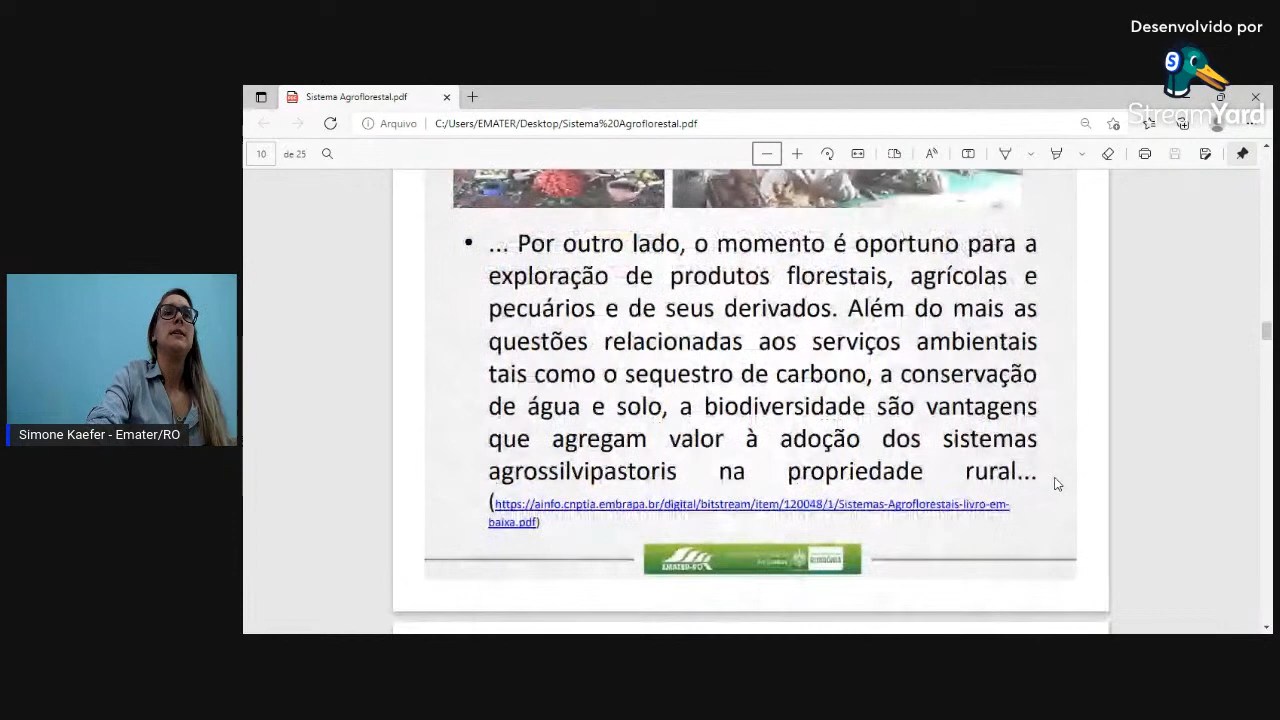 Desenvolvido por
StreamYard
Sistema Agroflorestal.pdf
Arquivo
C:/Users/EMATER/Desktop/Sistema%20Agroflorestal.pdf
10 de 25
• ... Por outro lado, o momento é oportuno para a
exploração de produtos florestais, agrícolas e
pecuários e de seus derivados. Além do mais as
questões relacionadas aos serviços ambientais
tais como o sequestro de carbono, a conservação
de água e solo, a biodiversidade são vantagens
que agregam valor à adoção dos sistemas
agrossilvipastoris na propriedade rural...
(https://ainfo.cnptia.embrapa.br/digital/bitstream/item/120048/1/Sistemas-Agroflorestais-livro-em-
baixa.pdf)
EMATER-RO
RONDÔNIA
Simone Kaefer - Emater/RO